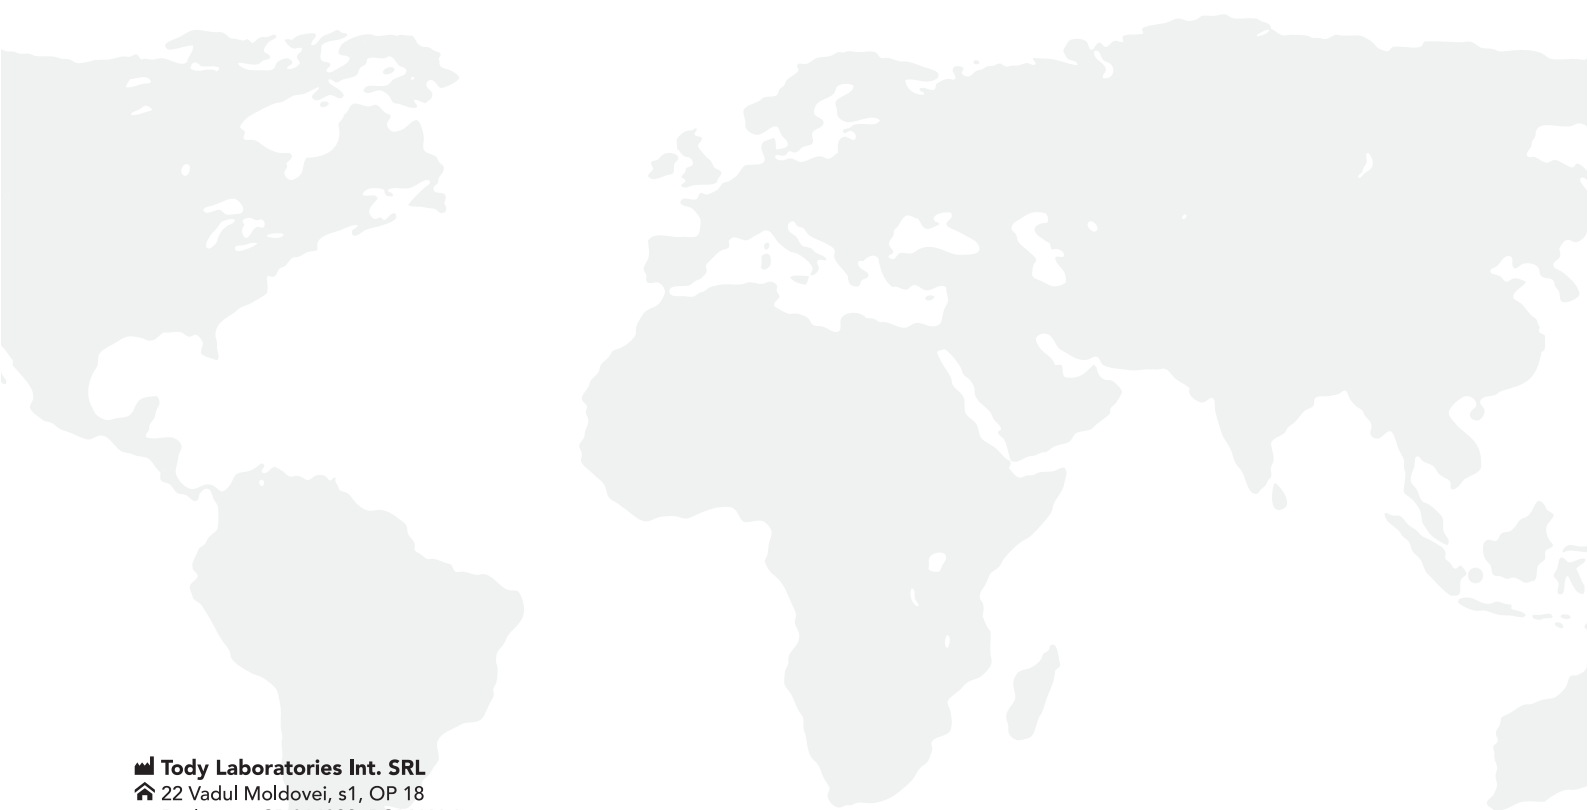 Tody Laboratories Int. SRL
22 Vadul Moldovei, s1, OP 18